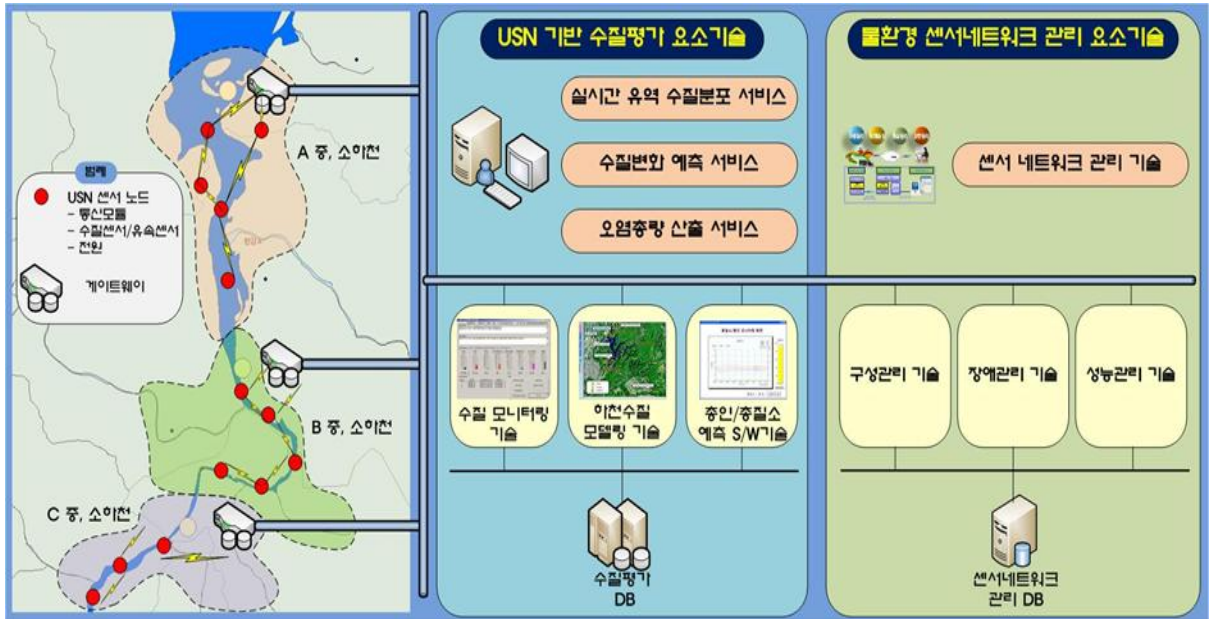 A 중, 소하천
범례
USN 센서 노드
- 통신모듈
- 수질센서/유속센서
- 전원
게이트웨이
B 중, 소하천
C 중, 소하천
USN 기반 수질평가 요소기술
실시간 유역 수질분포 서비스
수질변화 예측 서비스
오염총량 산출 서비스
수질 모니터링
기술
하천수질
모델링 기술
총인/총질소
예측 S/W기술
수질평가
DB
물환경 센서네트워크 관리 요소기술
센서 네트워크 관리 기술
구성관리 기술
장애관리 기술
성능관리 기술
센서네트워크
관리 DB